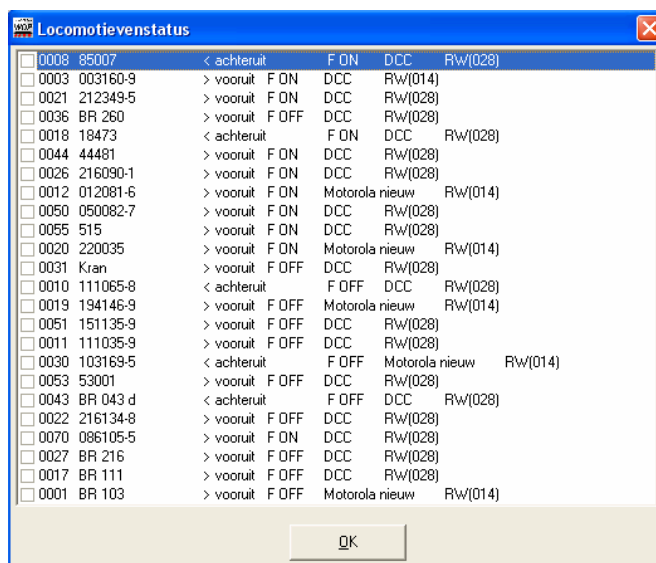 Locomotievenstatus
0008 85007 < achteruit F ON DCC RW(028)
0003 003160-9 > vooruit F ON DCC RW(014)
0021 212349-5 > vooruit F ON DCC RW(028)
0036 BR 260 > vooruit F OFF DCC RW(028)
0018 18473 < achteruit F ON DCC RW(028)
0044 44481 > vooruit F ON DCC RW(028)
0026 216090-1 > vooruit F ON DCC RW(028)
0012 012081-6 > vooruit F ON Motorola nieuw RW(014)
0050 050082-7 > vooruit F ON DCC RW(028)
0055 515 > vooruit F ON DCC RW(028)
0020 220035 > vooruit F ON Motorola nieuw RW(014)
0031 Kran > vooruit F OFF DCC RW(028)
0010 111065-8 < achteruit F OFF DCC RW(028)
0019 194146-9 > vooruit F OFF Motorola nieuw RW(014)
0051 151135-9 > vooruit F OFF DCC RW(028)
0011 111035-9 > vooruit F OFF DCC RW(028)
0030 103169-5 < achteruit F OFF Motorola nieuw RW(014)
0053 53001 > vooruit F OFF DCC RW(028)
0043 BR 043 d < achteruit F OFF DCC RW(028)
0022 216134-8 > vooruit F OFF DCC RW(028)
0070 086105-5 > vooruit F ON DCC RW(028)
0027 BR 216 > vooruit F OFF DCC RW(028)
0017 BR 111 > vooruit F OFF DCC RW(028)
0001 BR 103 > vooruit F OFF Motorola nieuw RW(014)
OK